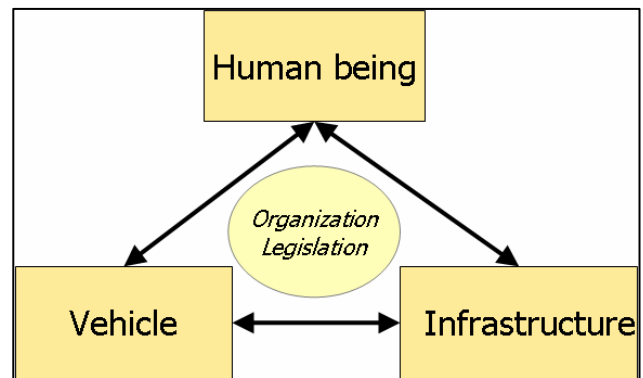 Human being
Organization
Legislation
Vehicle
Infrastructure